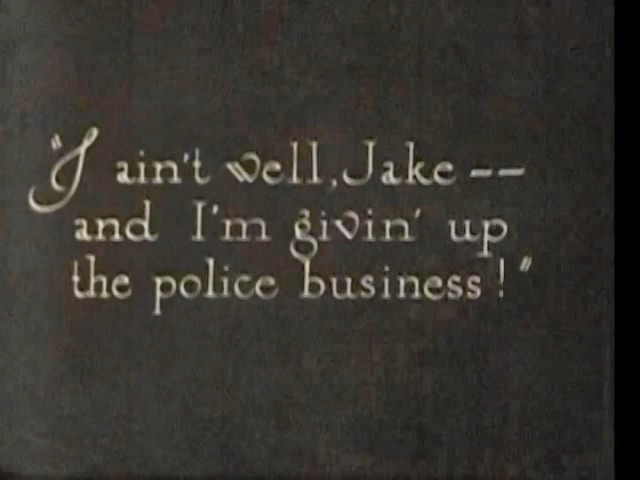 "I ain't well, Jake --
and I'm givin' up
the police business!"